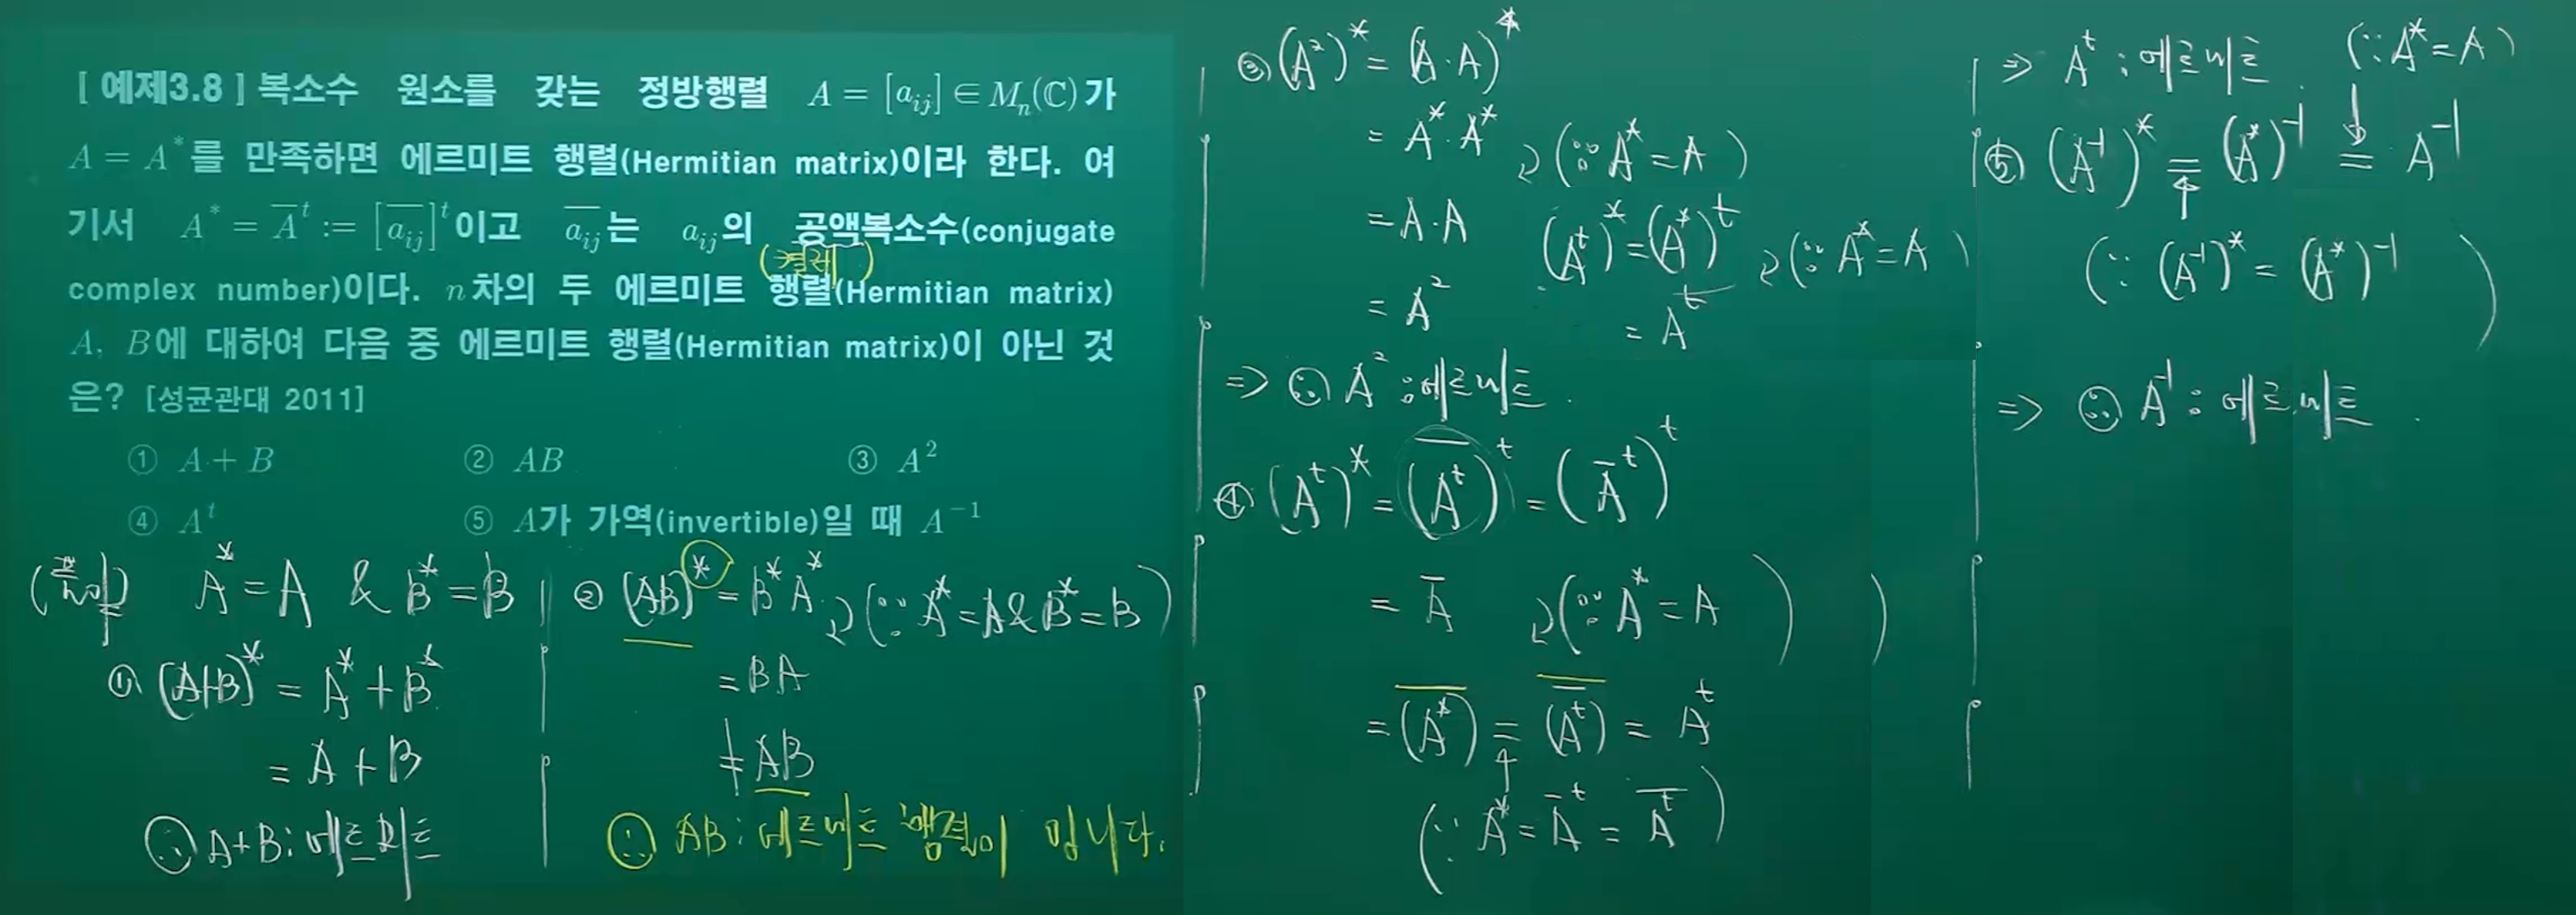 [ 예제3.8 ] 복소수 원소를 갖는 정방행렬 A = [a_{ij}] ∈ M_n(ℂ)가
A = A^*를 만족하면 에르미트 행렬(Hermitian matrix)이라 한다. 여
기서 A^* = \overline{A}^t := [\overline{a_{ij}}]^t이고 \overline{a_{ij}}는 a_{ij}의 공액복소수(conjugate
(켤레)
complex number)이다. n차의 두 에르미트 행렬(Hermitian matrix)
A, B에 대하여 다음 중 에르미트 행렬(Hermitian matrix)이 아닌 것
은? [성균관대 2011]
① A + B ② AB ③ A^2
④ A^t ⑤ A가 가역(invertible)일 때 A^{-1}
(풀이) A^* = A & B^* = B
① (A+B)^* = A^* + B^*
= A + B
∴ A+B : 에르미트
② (AB)^* = B^* A^* (∵ A^* = A & B^* = B)
= BA
≠ AB
∴ AB : 에르미트 행렬이 아닙니다.
③ (A^2)^* = (A·A)^*
= A^*·A^* (∵ A^* = A)
= A·A
= A^2
(A^t)^* = (A^*)^t (∵ A^* = A)
= A^t
⇒ ∴ A^2 : 에르미트.
④ (A^t)^* = (\overline{A^t})^t = (\overline{A}^t)^t
= \overline{A} (∵ A^* = A)
= \overline{(A^*)} = \overline{(\overline{A^t})} = A^t
(∵ A^* = \overline{A}^t = \overline{A^t})
⇒ A^t : 에르미트 (∵ A^* = A)
⑤ (A^{-1})^* = (A^*)^{-1} = A^{-1}
(∵ (A^{-1})^* = (A^*)^{-1})
⇒ ∴ A^{-1} : 에르미트.